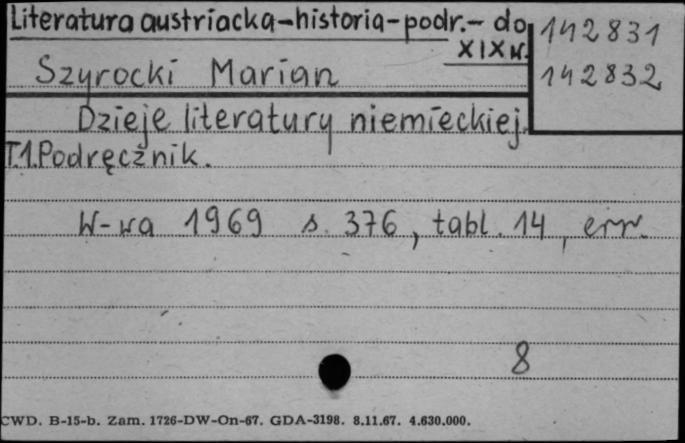 Literatura austriacka-historia-podr.- do
XIX w.
142831
142832
Szyrocki Marian
Dzieje literatury niemieckiej.
T.1.Podręcznik.
W-wa 1969 s. 376, tabl. 14, err.
8
CWD. B-15-b. Zam. 1726-DW-On-67. GDA-3198. 8.11.67. 4.630.000.